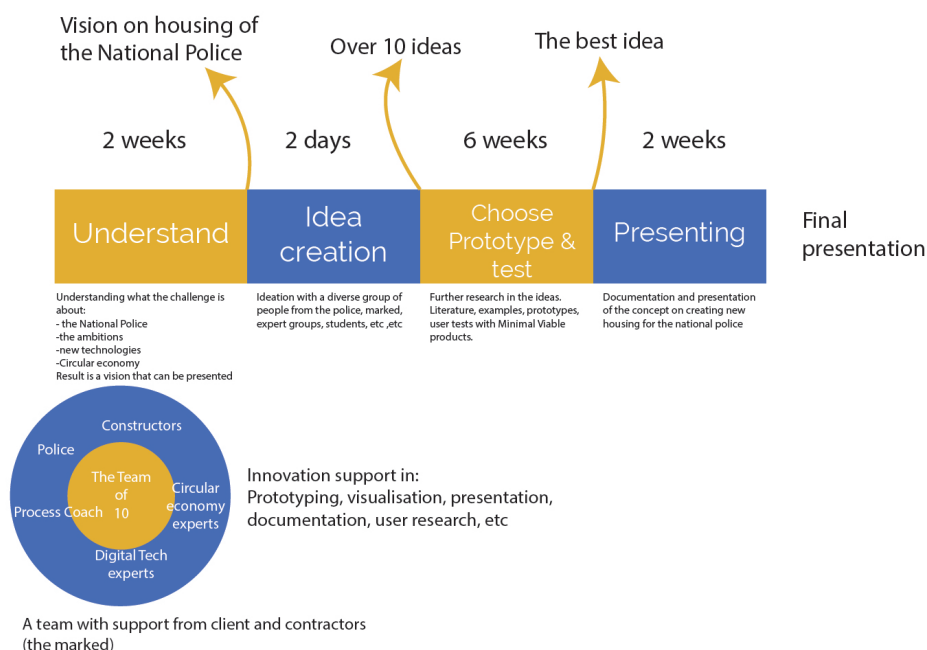 Vision on housing of
the National Police
Over 10 ideas
The best idea
2 weeks
2 days
6 weeks
2 weeks
Understand
Idea
creation
Choose
Prototype &
test
Presenting
Final
presentation
Understanding what the challenge is
about:
- the National Police
-the ambitions
-new technologies
-Circular economy
Result is a vision that can be presented
Ideation with a diverse group of
people from the police, marked,
expert groups, students, etc ,etc
Further research in the ideas.
Literature, examples, prototypes,
user tests with Minimal Viable
products.
Documentation and presentation
of the concept on creating new
housing for the national police
Constructors
Police
The Team
of
10
Circular
economy
experts
Process Coach
Digital Tech
experts
Innovation support in:
Prototyping, visualisation, presentation,
documentation, user research, etc
A team with support from client and contractors
(the marked)